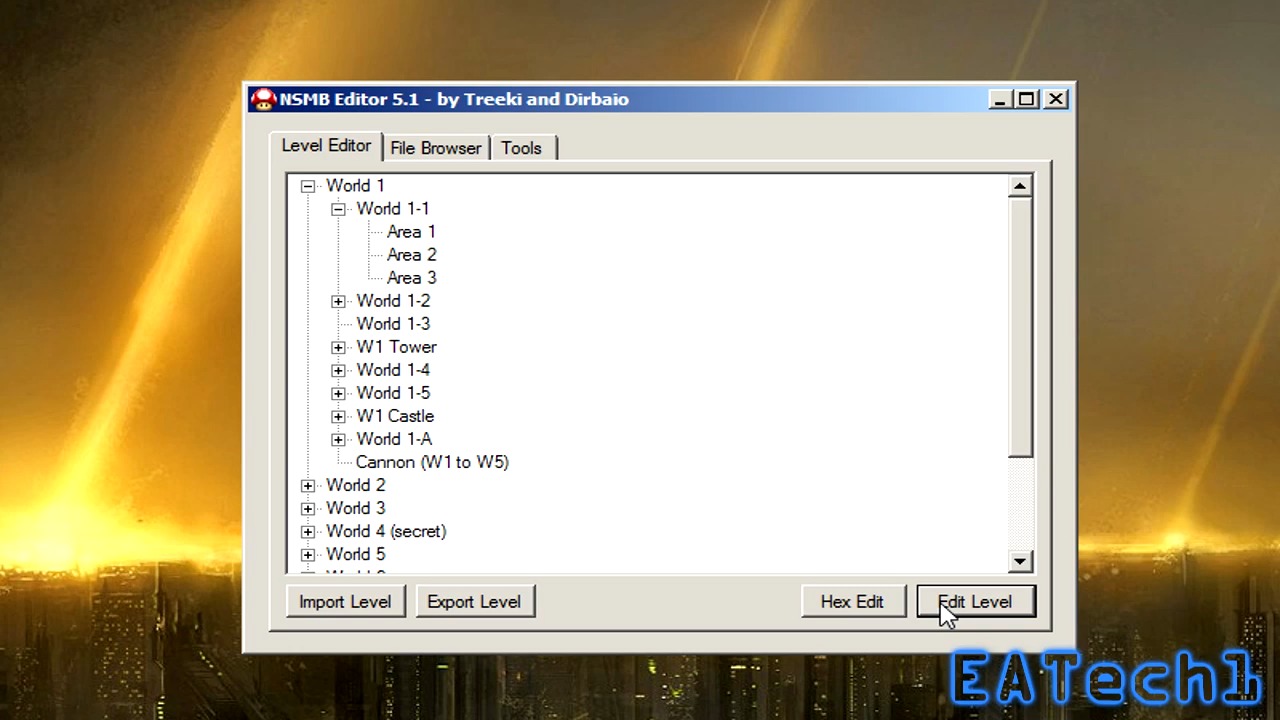 NSMB Editor 5.1 - by Treeki and Dirbaio
Level Editor File Browser Tools
World 1
World 1-1
Area 1
Area 2
Area 3
World 1-2
World 1-3
W1 Tower
World 1-4
World 1-5
W1 Castle
World 1-A
Cannon (W1 to W5)
World 2
World 3
World 4 (secret)
World 5
Import Level Export Level Hex Edit Edit Level
EATech1